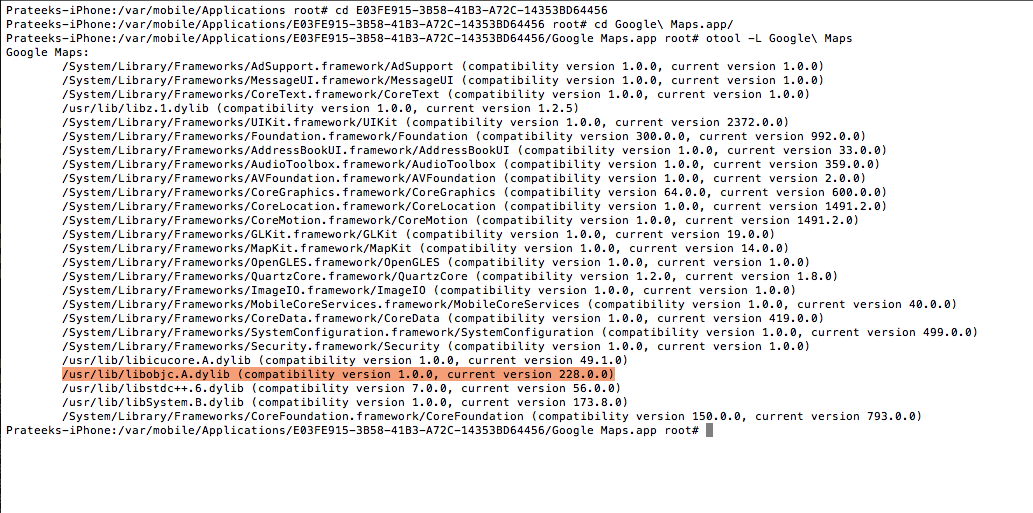 Prateeks-iPhone:/var/mobile/Applications root# cd E03FE915-3B58-41B3-A72C-14353BD64456
Prateeks-iPhone:/var/mobile/Applications/E03FE915-3B58-41B3-A72C-14353BD64456 root# cd Google\ Maps.app/
Prateeks-iPhone:/var/mobile/Applications/E03FE915-3B58-41B3-A72C-14353BD64456/Google Maps.app root# otool -L Google\ Maps
Google Maps:
/System/Library/Frameworks/AdSupport.framework/AdSupport (compatibility version 1.0.0, current version 1.0.0)
/System/Library/Frameworks/MessageUI.framework/MessageUI (compatibility version 1.0.0, current version 1.0.0)
/System/Library/Frameworks/CoreText.framework/CoreText (compatibility version 1.0.0, current version 1.0.0)
/usr/lib/libz.1.dylib (compatibility version 1.0.0, current version 1.2.5)
/System/Library/Frameworks/UIKit.framework/UIKit (compatibility version 1.0.0, current version 2372.0.0)
/System/Library/Frameworks/Foundation.framework/Foundation (compatibility version 300.0.0, current version 992.0.0)
/System/Library/Frameworks/AddressBookUI.framework/AddressBookUI (compatibility version 1.0.0, current version 33.0.0)
/System/Library/Frameworks/AudioToolbox.framework/AudioToolbox (compatibility version 1.0.0, current version 359.0.0)
/System/Library/Frameworks/AVFoundation.framework/AVFoundation (compatibility version 1.0.0, current version 2.0.0)
/System/Library/Frameworks/CoreGraphics.framework/CoreGraphics (compatibility version 64.0.0, current version 600.0.0)
/System/Library/Frameworks/CoreLocation.framework/CoreLocation (compatibility version 1.0.0, current version 1491.2.0)
/System/Library/Frameworks/CoreMotion.framework/CoreMotion (compatibility version 1.0.0, current version 1491.2.0)
/System/Library/Frameworks/GLKit.framework/GLKit (compatibility version 1.0.0, current version 19.0.0)
/System/Library/Frameworks/MapKit.framework/MapKit (compatibility version 1.0.0, current version 14.0.0)
/System/Library/Frameworks/OpenGLES.framework/OpenGLES (compatibility version 1.0.0, current version 1.0.0)
/System/Library/Frameworks/QuartzCore.framework/QuartzCore (compatibility version 1.2.0, current version 1.8.0)
/System/Library/Frameworks/ImageIO.framework/ImageIO (compatibility version 1.0.0, current version 1.0.0)
/System/Library/Frameworks/MobileCoreServices.framework/MobileCoreServices (compatibility version 1.0.0, current version 40.0.0)
/System/Library/Frameworks/CoreData.framework/CoreData (compatibility version 1.0.0, current version 419.0.0)
/System/Library/Frameworks/SystemConfiguration.framework/SystemConfiguration (compatibility version 1.0.0, current version 499.0.0)
/System/Library/Frameworks/Security.framework/Security (compatibility version 1.0.0, current version 1.0.0)
/usr/lib/libicucore.A.dylib (compatibility version 1.0.0, current version 49.1.0)
/usr/lib/libobjc.A.dylib (compatibility version 1.0.0, current version 228.0.0)
/usr/lib/libstdc++.6.dylib (compatibility version 7.0.0, current version 56.0.0)
/usr/lib/libSystem.B.dylib (compatibility version 1.0.0, current version 173.8.0)
/System/Library/Frameworks/CoreFoundation.framework/CoreFoundation (compatibility version 150.0.0, current version 793.0.0)
Prateeks-iPhone:/var/mobile/Applications/E03FE915-3B58-41B3-A72C-14353BD64456/Google Maps.app root#